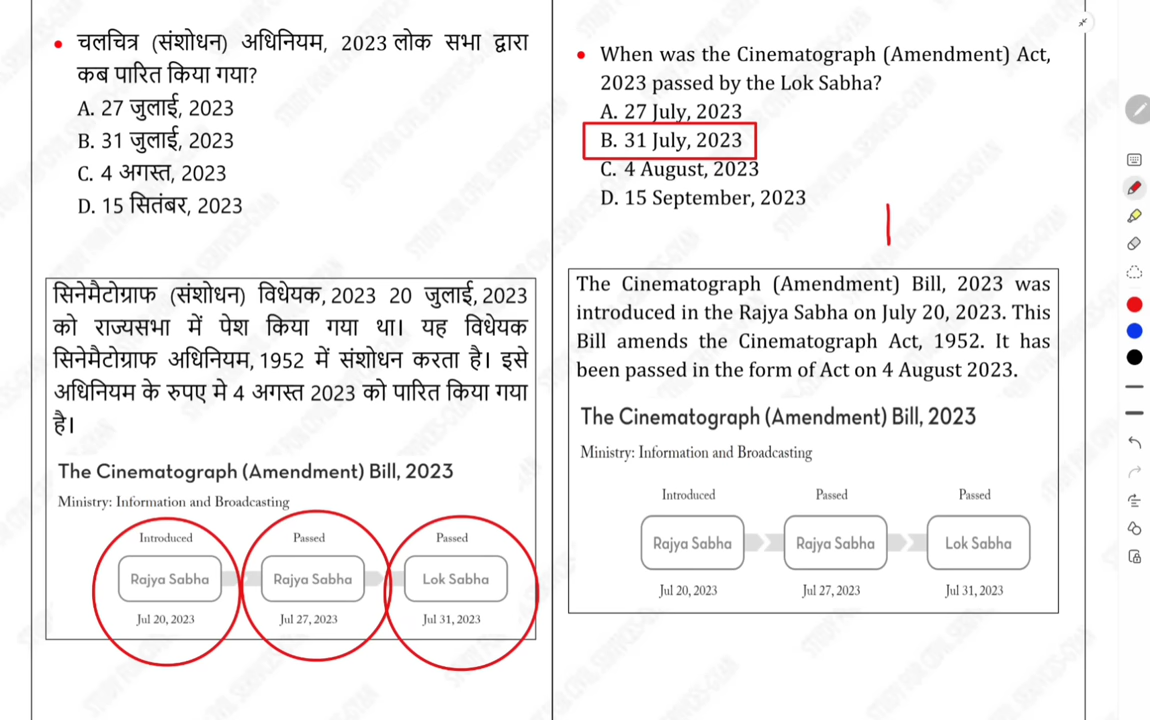 • चलचित्र (संशोधन) अधिनियम, 2023 लोक सभा द्वारा
कब पारित किया गया?
A. 27 जुलाई, 2023
B. 31 जुलाई, 2023
C. 4 अगस्त, 2023
D. 15 सितंबर, 2023
सिनेमैटोग्राफ (संशोधन) विधेयक, 2023 20 जुलाई, 2023
को राज्यसभा में पेश किया गया था। यह विधेयक
सिनेमैटोग्राफ अधिनियम, 1952 में संशोधन करता है। इसे
अधिनियम के रुपए मे 4 अगस्त 2023 को पारित किया गया
है।
The Cinematograph (Amendment) Bill, 2023
Ministry: Information and Broadcasting
Introduced Passed Passed
Rajya Sabha Rajya Sabha Lok Sabha
Jul 20, 2023 Jul 27, 2023 Jul 31, 2023
• When was the Cinematograph (Amendment) Act,
2023 passed by the Lok Sabha?
A. 27 July, 2023
B. 31 July, 2023
C. 4 August, 2023
D. 15 September, 2023
The Cinematograph (Amendment) Bill, 2023 was
introduced in the Rajya Sabha on July 20, 2023. This
Bill amends the Cinematograph Act, 1952. It has
been passed in the form of Act on 4 August 2023.
The Cinematograph (Amendment) Bill, 2023
Ministry: Information and Broadcasting
Introduced Passed Passed
Rajya Sabha Rajya Sabha Lok Sabha
Jul 20, 2023 Jul 27, 2023 Jul 31, 2023